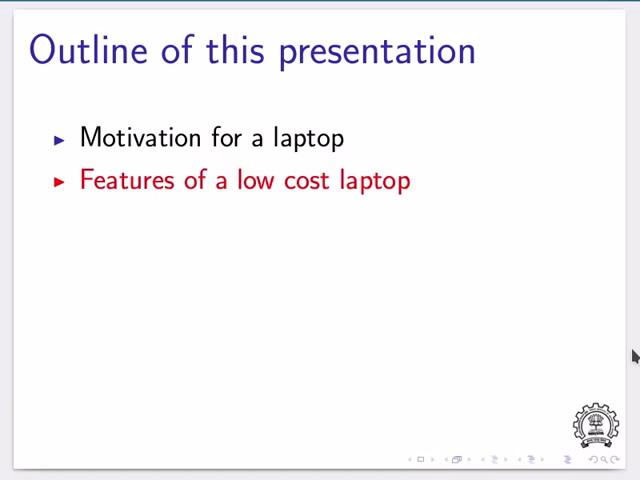 Outline of this presentation
Motivation for a laptop
Features of a low cost laptop